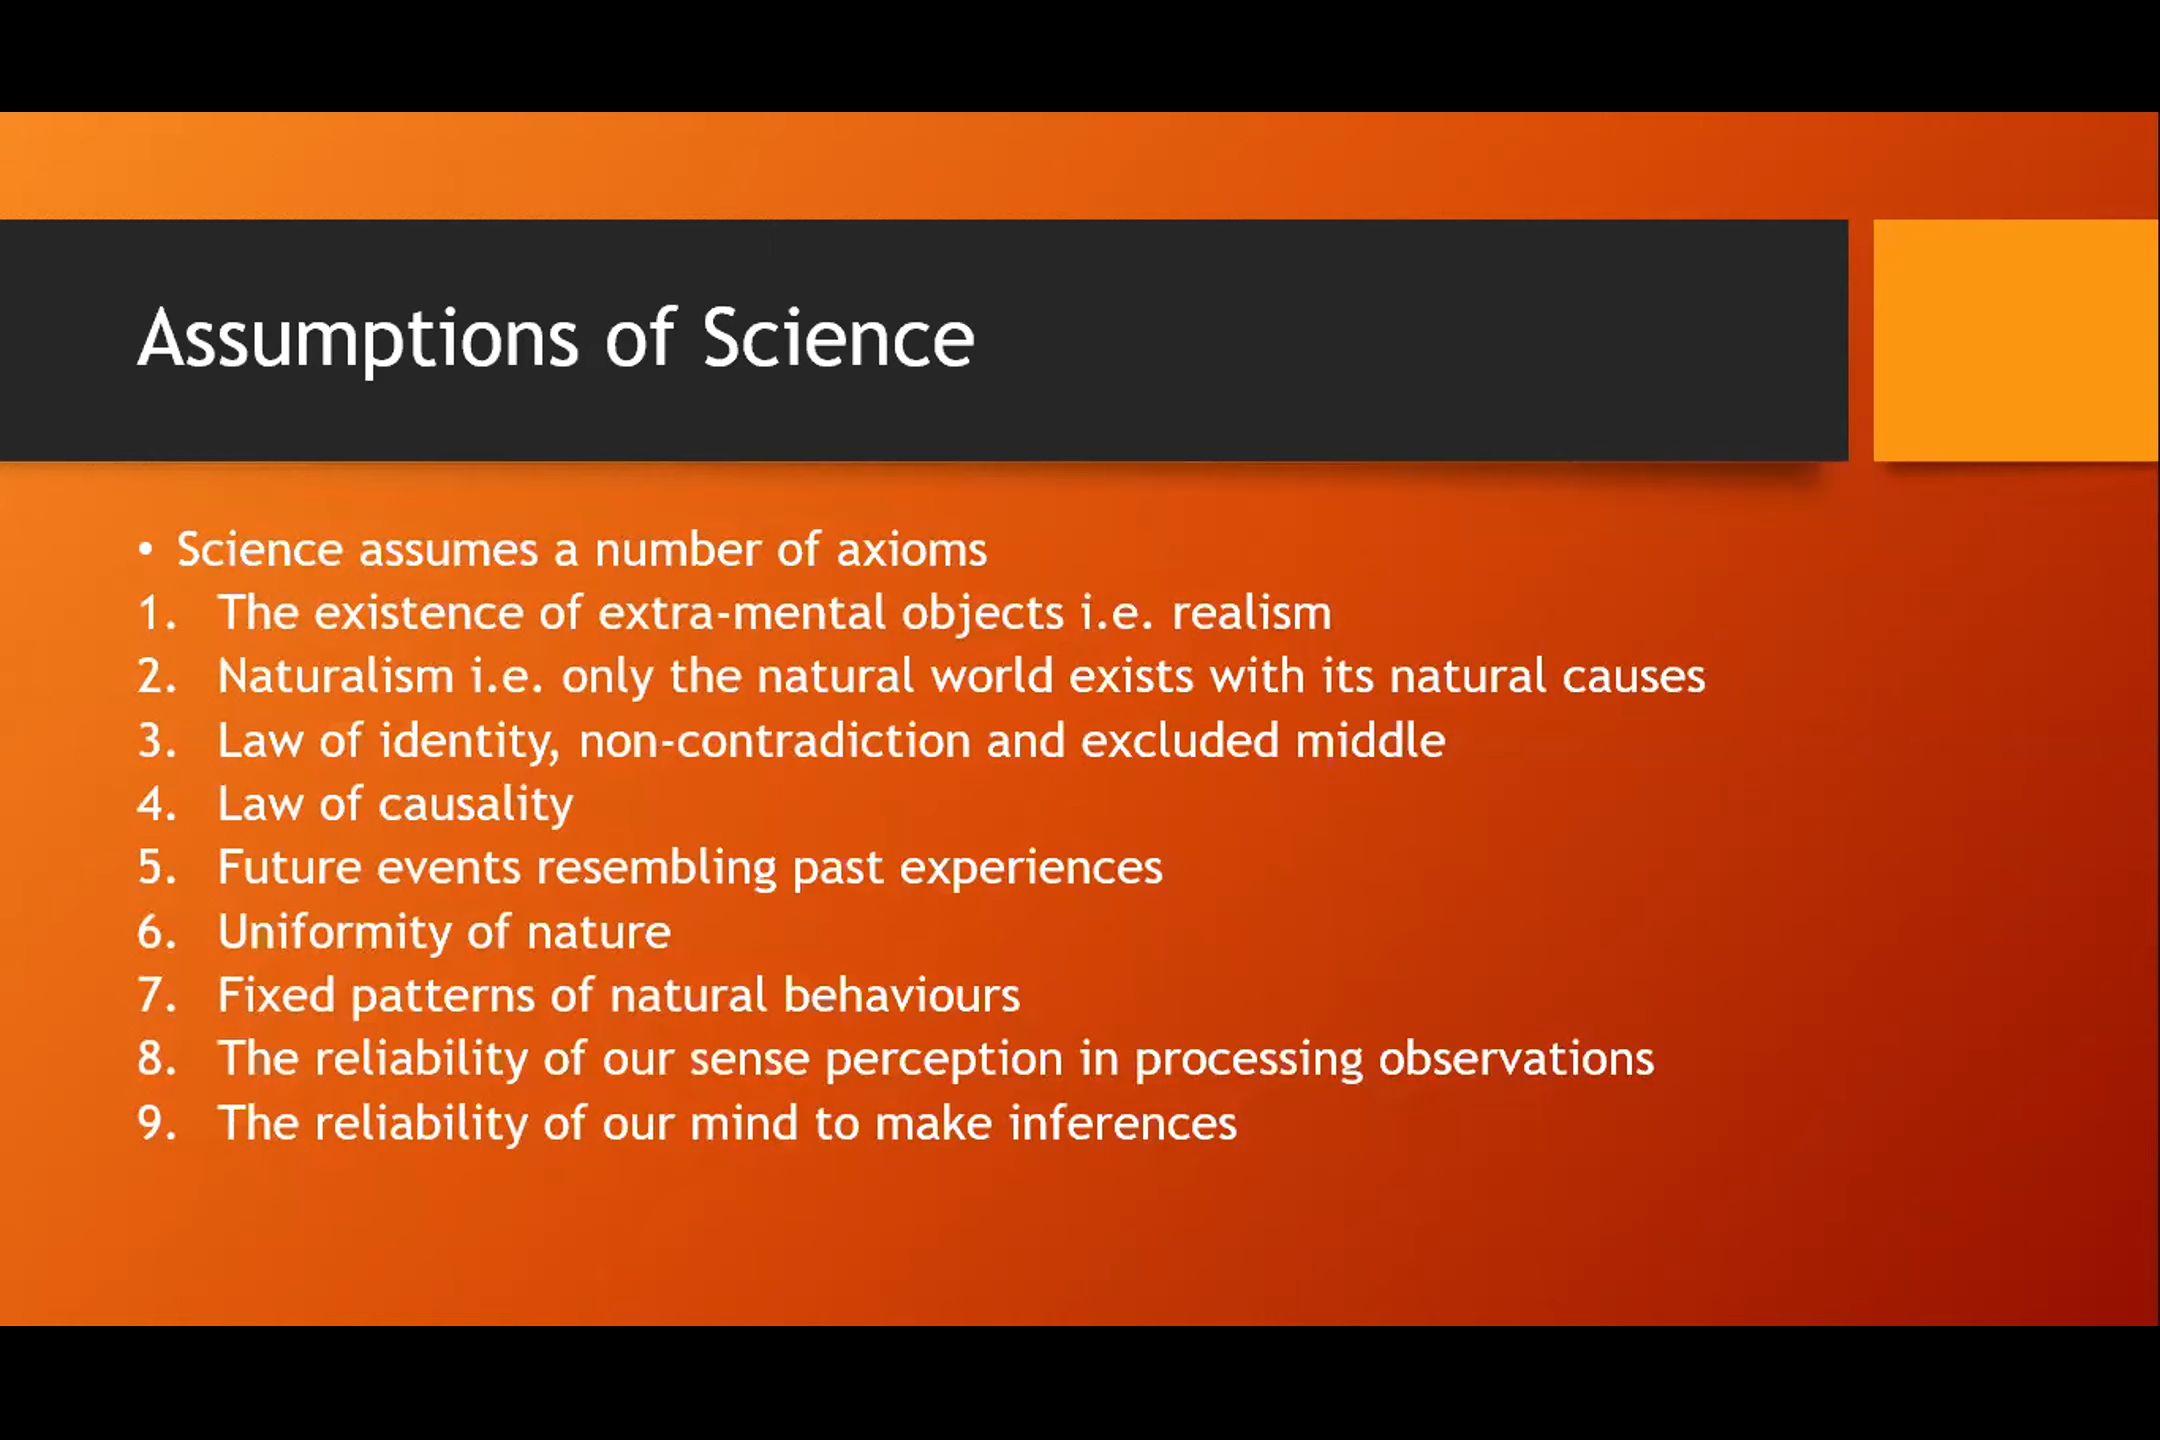 Assumptions of Science
• Science assumes a number of axioms
1. The existence of extra-mental objects i.e. realism
2. Naturalism i.e. only the natural world exists with its natural causes
3. Law of identity, non-contradiction and excluded middle
4. Law of causality
5. Future events resembling past experiences
6. Uniformity of nature
7. Fixed patterns of natural behaviours
8. The reliability of our sense perception in processing observations
9. The reliability of our mind to make inferences